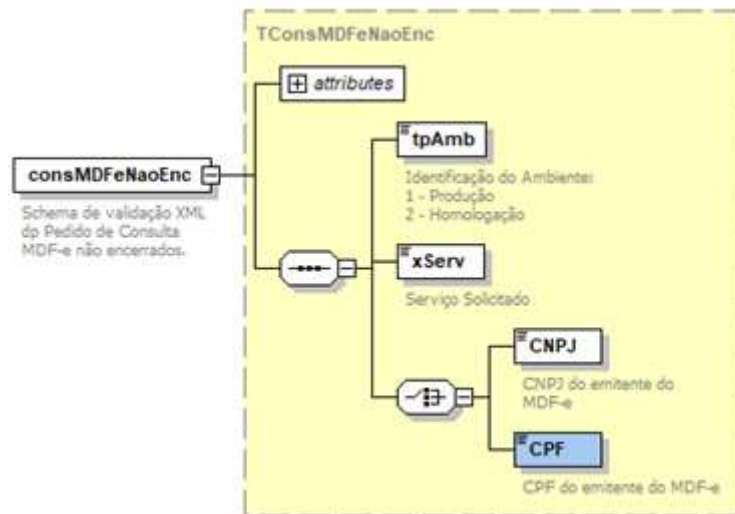 TConsMDFeNaoEnc
attributes
consMDFeNaoEnc
Schema de validação XML
dp Pedido de Consulta
MDF-e não encerrados.
tpAmb
Identificação do Ambiente:
1 - Produção
2 - Homologação
xServ
Serviço Solicitado
CNPJ
CNPJ do emitente do
MDF-e
CPF
CPF do emitente do MDF-e